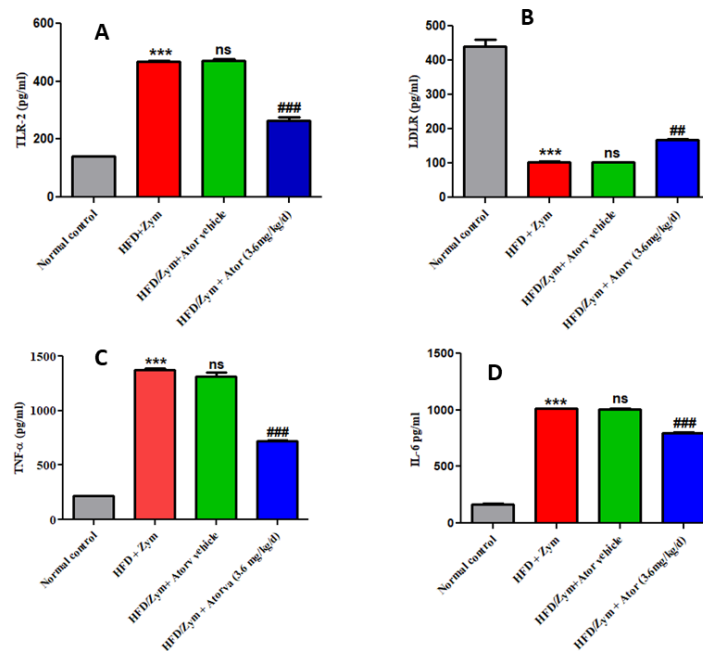 A
TLR-2 (pg/ml)
600
400
200
0
***
ns
###
Normal control
HFD+Zym
HFD/Zym+Ator vehicle
HFD/Zym + Ator (3.6mg/kg/d)
B
LDLR (pg/ml)
500
400
300
200
100
0
***
ns
##
Normal control
HFD + Zym
HFD/Zym+ Atorv vehicle
HFD/Zym + Atorv (3.6mg/kg/d)
C
TNF-α (pg/ml)
1500
1000
500
0
***
ns
###
Normal control
HFD + Zym
HFD/Zym+ Atorv vehicle
HFD/Zym + Atorva (3.6 mg/kg/d)
D
IL-6 pg/ml
1500
1000
500
0
***
ns
###
Normal control
HFD + Zym
HFD/Zym+ Atorv vehicle
HFD/Zym + Ator (3.6mg/kg/d)